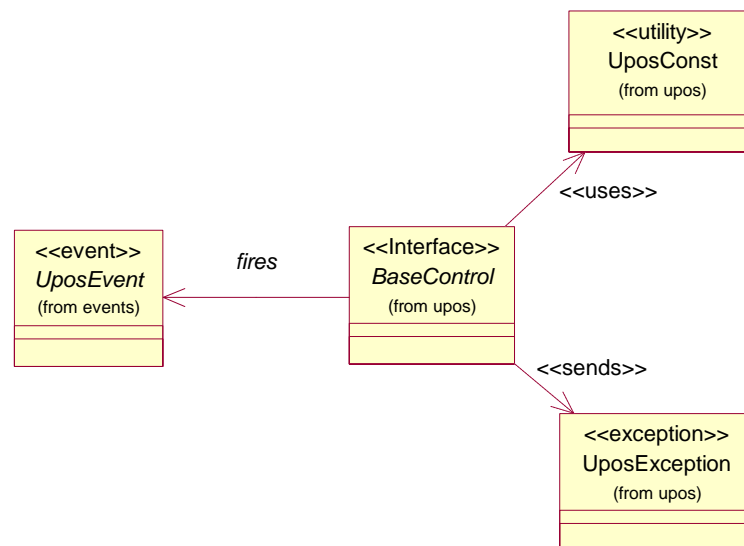 <<utility>>
UposConst
(from upos)
<<uses>>
<<event>>
UposEvent
(from events)
fires
<<Interface>>
BaseControl
(from upos)
<<sends>>
<<exception>>
UposException
(from upos)